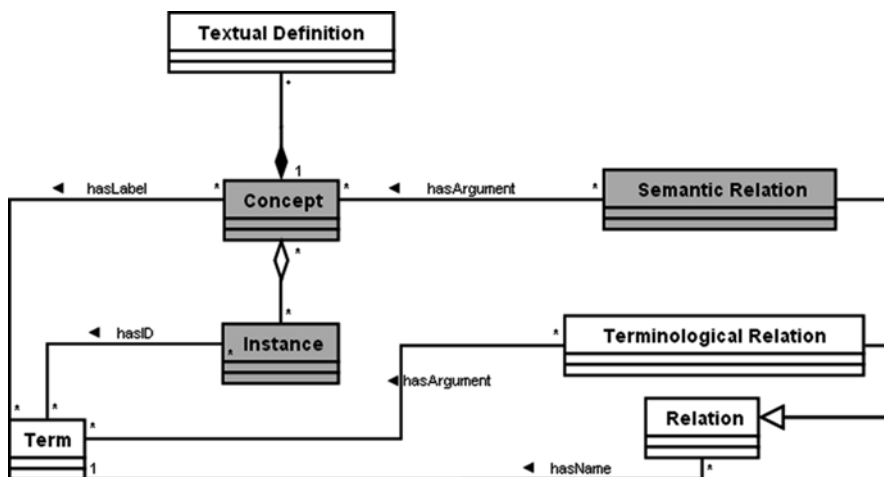 Textual Definition
*
1
◄ hasLabel
*
Concept
*
◄ hasArgument
*
Semantic Relation
*
*
◄ hasID
*
Instance
*
Terminological Relation
◄ hasArgument
*
*
*
Term
1
Relation
◄ hasName
*